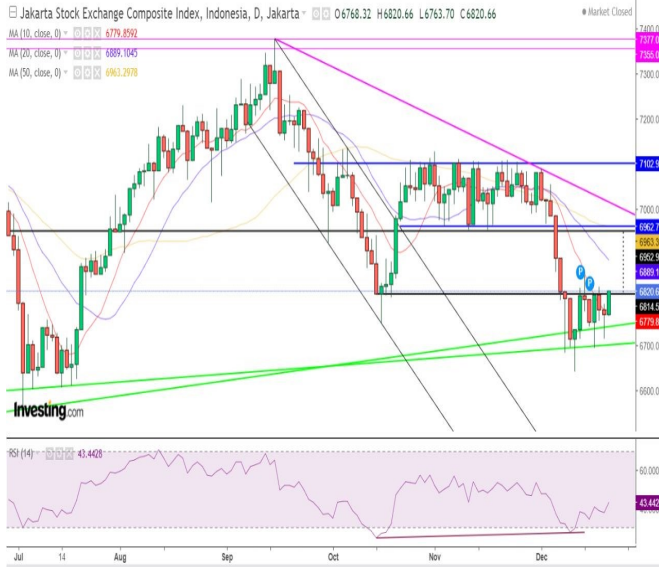 Jakarta Stock Exchange Composite Index, Indonesia, D, Jakarta O6768.32 H6820.66 L6763.70 C6820.66
Market Closed
MA (10, close, 0) 6779.8592
MA (20, close, 0) 6889.1045
MA (50, close, 0) 6963.2978
7400.0
7377.0
7355.0
7300.0
7200.0
7102.9
7000.0
6962.7
6963.3
6952.9
6889.1
P
P
6820.6
6814.5
6779.8
6700.0
6600.0
Investing.com
RSI (14) 43.4428
60.000
43.442
Jul 14 Aug Sep Oct Nov Dec